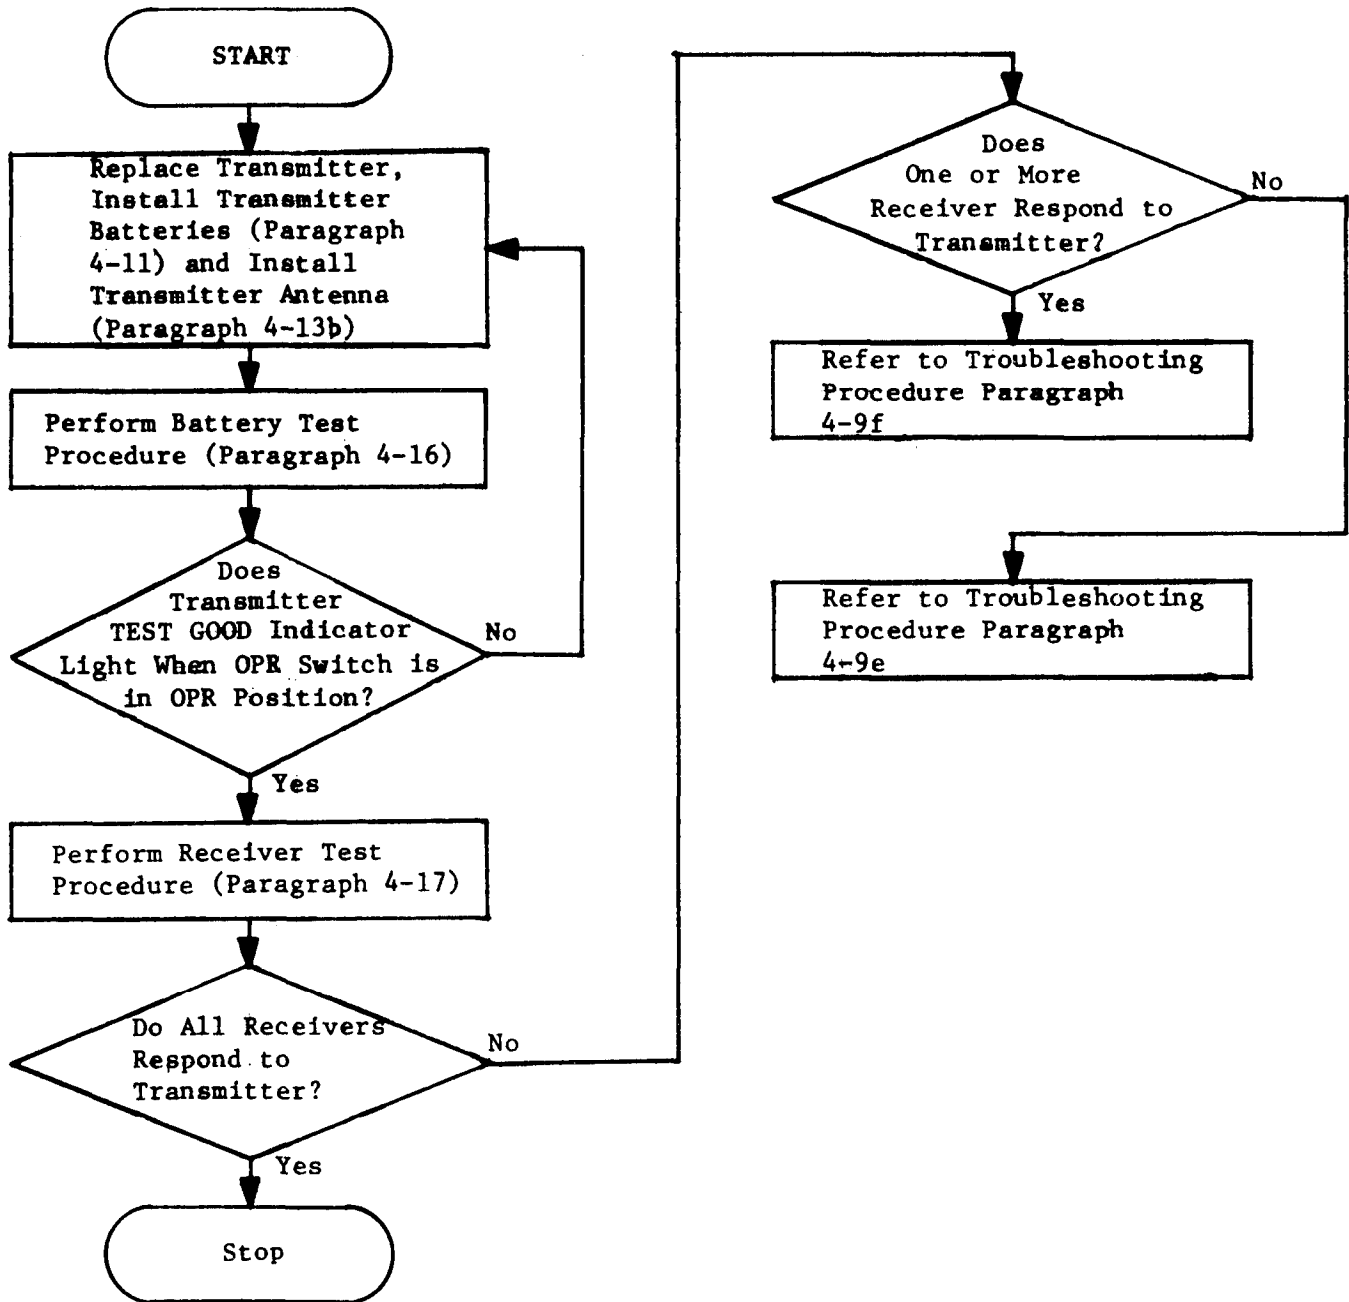 START
Replace Transmitter,
Install Transmitter
Batteries (Paragraph
4-11) and Install
Transmitter Antenna
(Paragraph 4-13b)
Perform Battery Test
Procedure (Paragraph 4-16)
Does
Transmitter
TEST GOOD Indicator
Light When OPR Switch is
in OPR Position?
No
Yes
Perform Receiver Test
Procedure (Paragraph 4-17)
Do All Receivers
Respond to
Transmitter?
No
Yes
Stop
Does
One or More
Receiver Respond to
Transmitter?
No
Yes
Refer to Troubleshooting
Procedure Paragraph
4-9f
Refer to Troubleshooting
Procedure Paragraph
4-9e